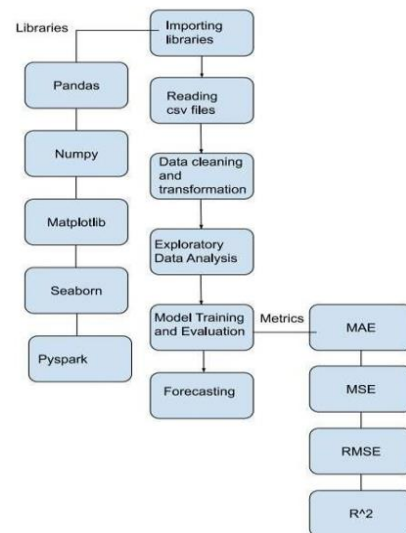 Libraries
Importing
libraries
Pandas
Reading
csv files
Numpy
Data cleaning
and
transformation
Matplotlib
Exploratory
Data Analysis
Seaborn
Model Training
and Evaluation
Metrics
MAE
Pyspark
Forecasting
MSE
RMSE
R^2